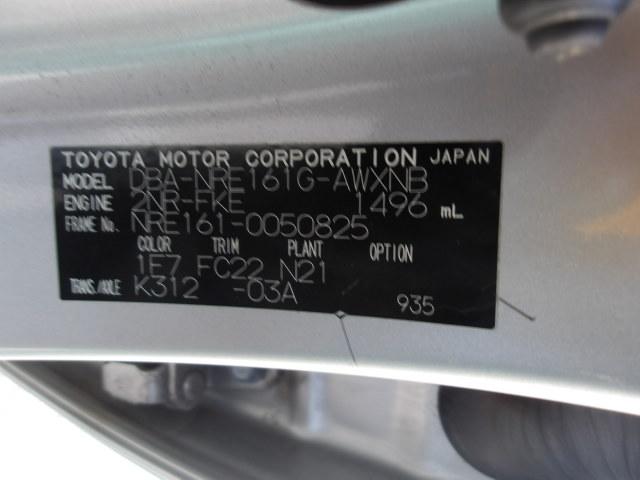 TOYOTA MOTOR CORPORATION JAPAN
MODEL DBA-NRE161G-AWXNB
ENGINE 2NR-FKE 1496 mL
FRAME No. NRE161-0050825
COLOR TRIM PLANT OPTION
1E7 FC22 N21
TRANS./AXLE K312 -03A 935